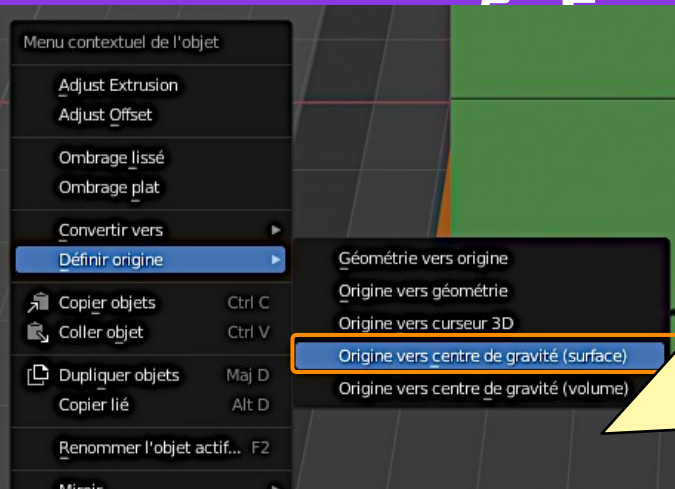 Menu contextuel de l'objet
Adjust Extrusion
Adjust Offset
Ombrage lissé
Ombrage plat
Convertir vers
Définir origine
Géométrie vers origine
Origine vers géométrie
Origine vers curseur 3D
Origine vers centre de gravité (surface)
Origine vers centre de gravité (volume)
Copier objets Ctrl C
Coller objet Ctrl V
Dupliquer objets Maj D
Copier lié Alt D
Renommer l'objet actif... F2
Miroir